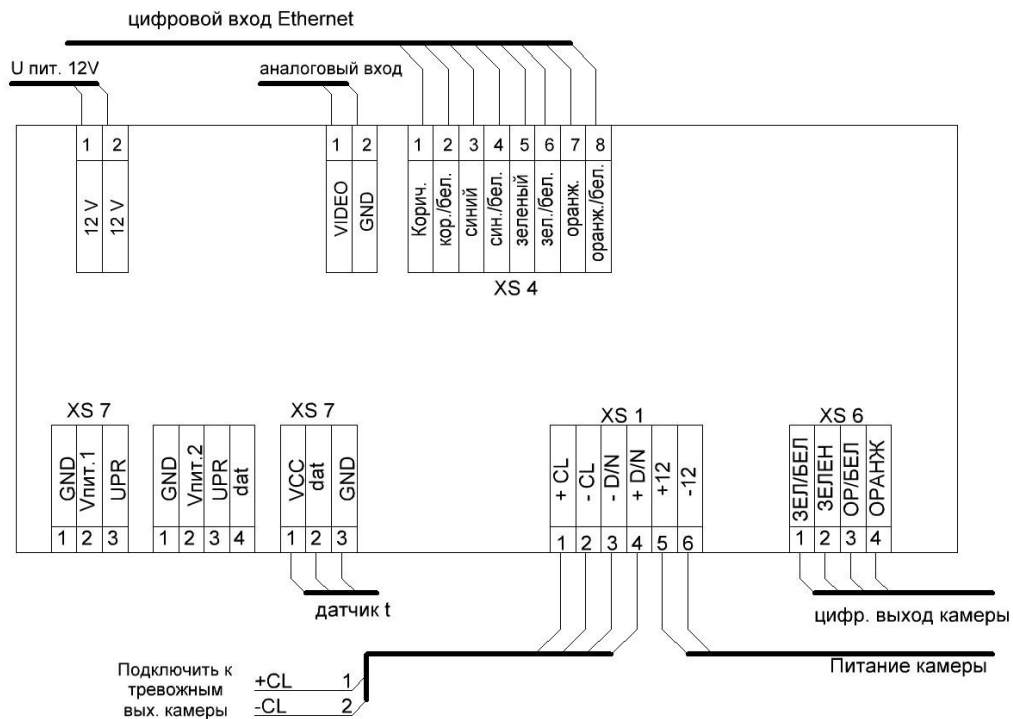 цифровой вход Ethernet
U пит. 12V
аналоговый вход
1 2
1 2
1 2 3 4 5 6 7 8
12 V
12 V
VIDEO
GND
Корич.
кор./бел.
синий
син./бел.
зеленый
зел./бел.
оранж.
оранж./бел.
XS 4
XS 7
XS 7
XS 1
XS 6
GND
Vпит.1
UPR
GND
Vпит.2
UPR
dat
VCC
dat
GND
+ CL
- CL
- D/N
+ D/N
+12
-12
ЗЕЛ/БЕЛ
ЗЕЛЕН
ОР/БЕЛ
ОРАНЖ
1 2 3
1 2 3 4
1 2 3
1 2 3 4 5 6
1 2 3 4
датчик t
цифр. выход камеры
Питание камеры
Подключить к
тревожным
вых. камеры
+CL 1
-CL 2